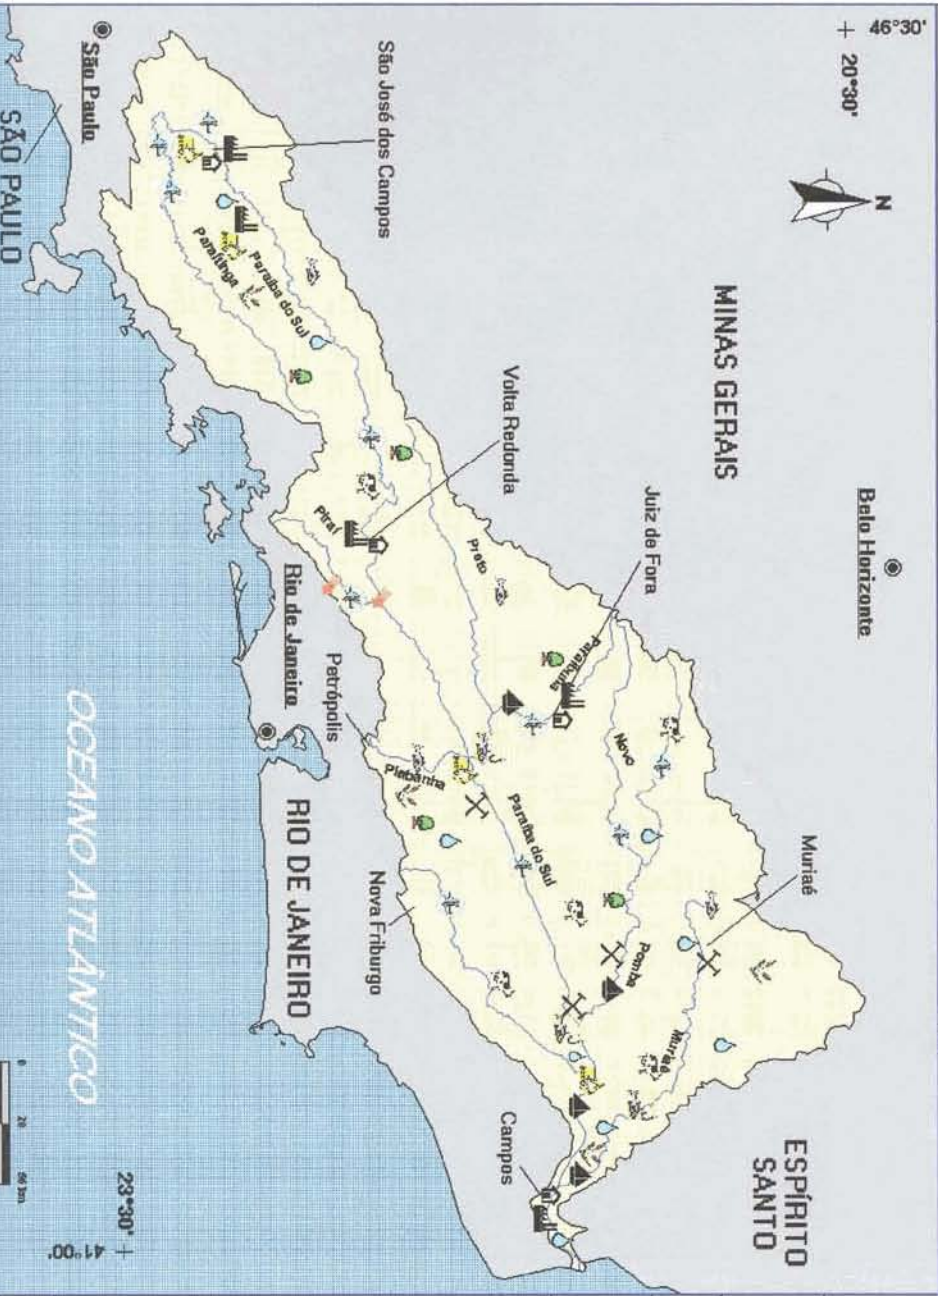 46°30'
20°30'
N
MINAS GERAIS
Belo Horizonte
ESPÍRITO
SANTO
São José dos Campos
Volta Redonda
Juiz de Fora
Muriaé
São Paulo
SÃO PAULO
Paraitinga
Paraíba do Sul
Piraí
Preto
Paraibuna
Novo
Pomba
Muriaé
Piabanha
Paraíba do Sul
Rio de Janeiro
Petrópolis
RIO DE JANEIRO
Nova Friburgo
Campos
OCEANO ATLÂNTICO
0 20
23°30'
41°00'